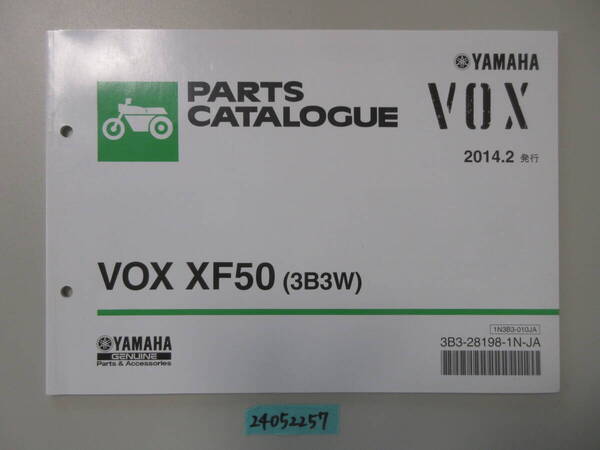 YAMAHA
PARTS
CATALOGUE
VOX
2014.2 発行
VOX XF50 (3B3W)
YAMAHA
GENUINE
Parts & Accessories
1N3B3-010JA
3B3-28198-1N-JA
24052257